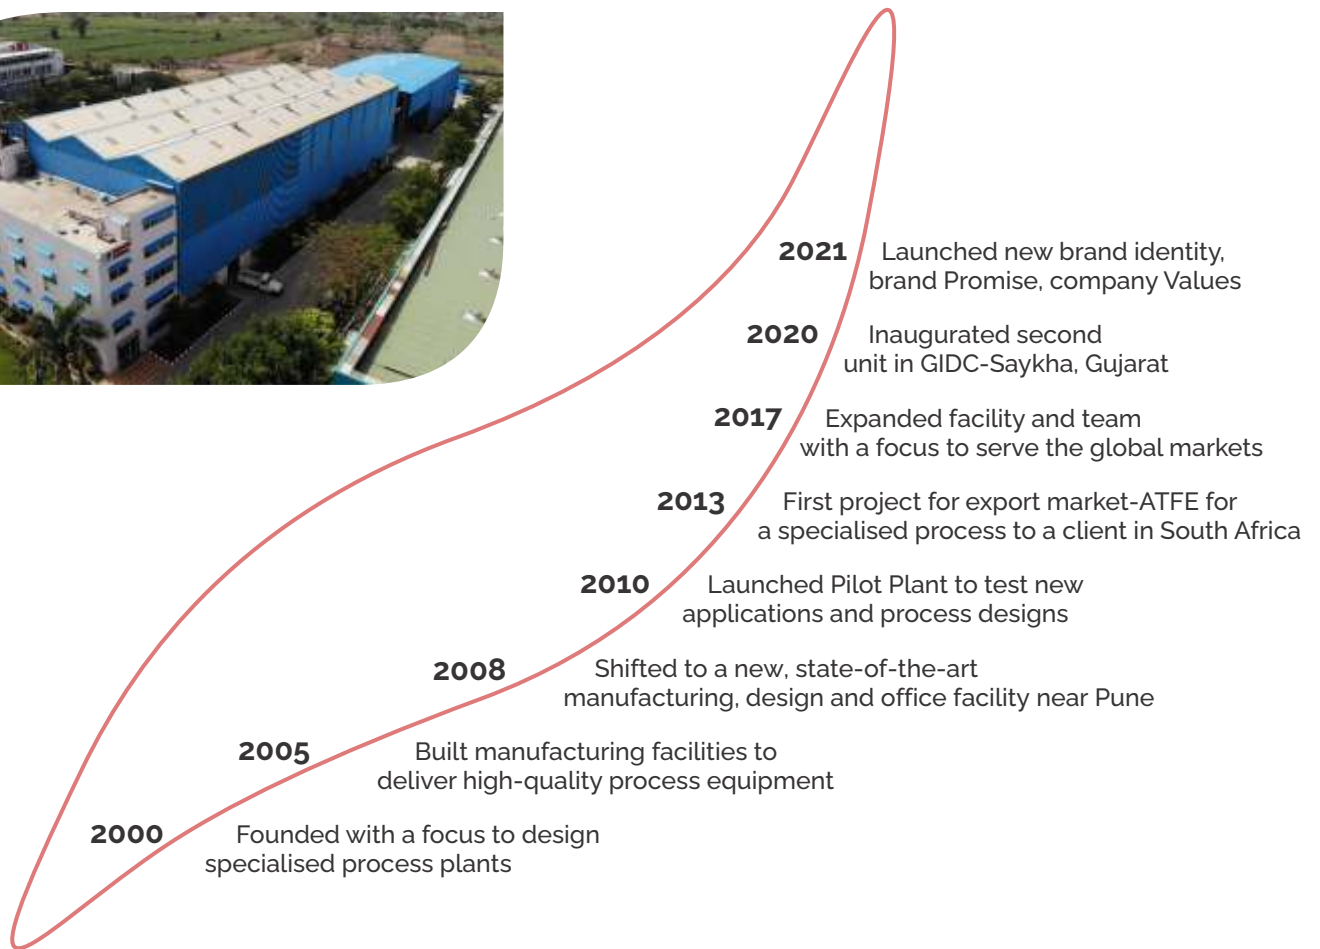 2021 Launched new brand identity,
brand Promise, company Values
2020 Inaugurated second
unit in GIDC-Saykha, Gujarat
2017 Expanded facility and team
with a focus to serve the global markets
2013 First project for export market-ATFE for
a specialised process to a client in South Africa
2010 Launched Pilot Plant to test new
applications and process designs
2008 Shifted to a new, state-of-the-art
manufacturing, design and office facility near Pune
2005 Built manufacturing facilities to
deliver high-quality process equipment
2000 Founded with a focus to design
specialised process plants